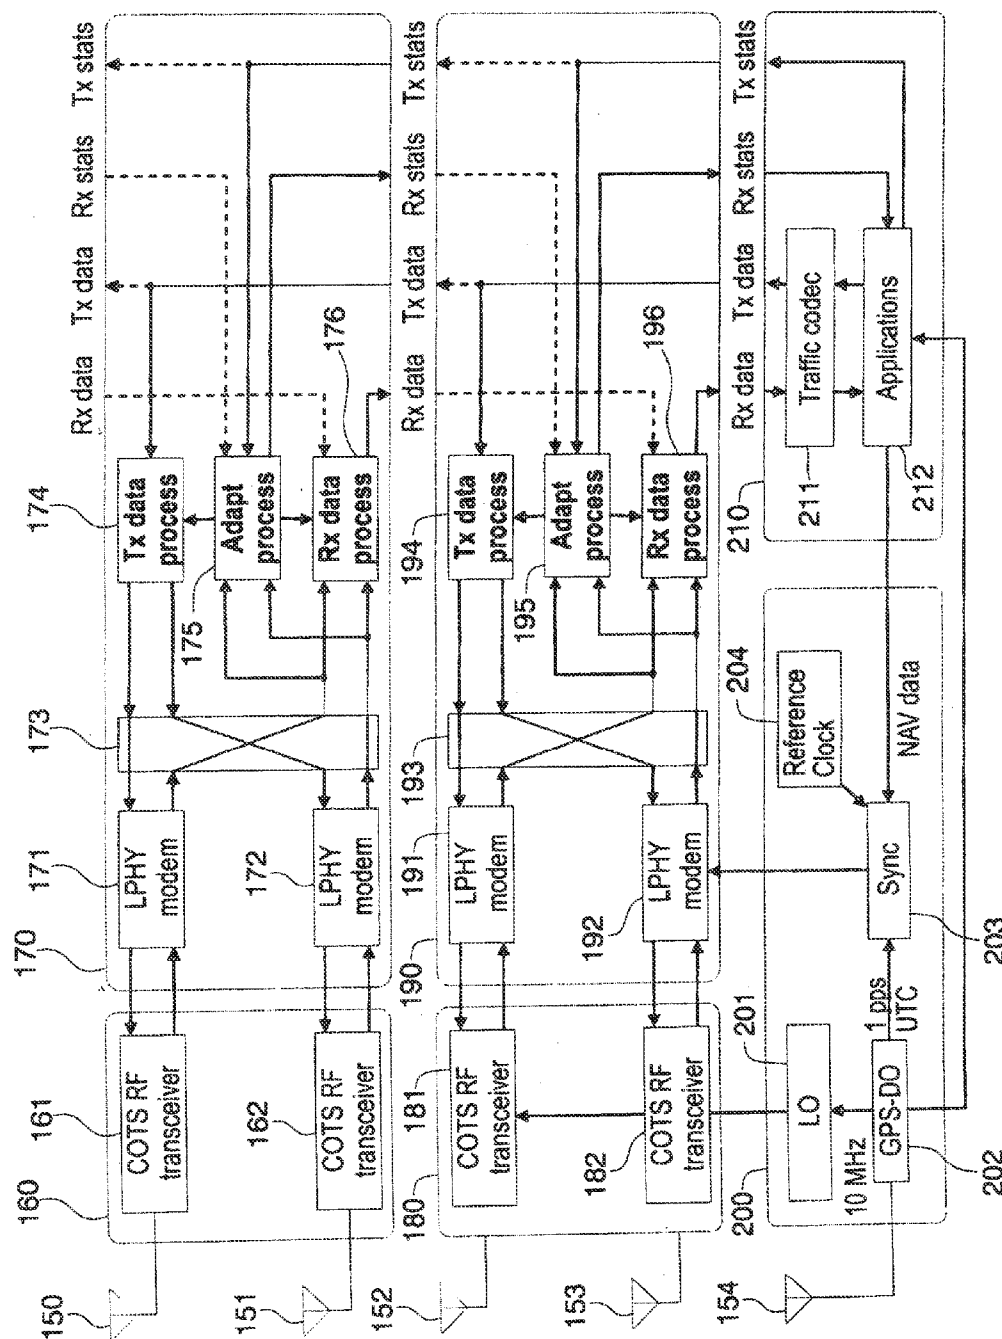 150
160
161
COTS RF
transceiver
170
171
LPHY
modem
173
174
Tx data
process
Rx data
Tx data
Rx stats
Tx stats
175
Adapt
process
176
Rx data
process
151
162
COTS RF
transceiver
172
LPHY
modem
152
180
181
COTS RF
transceiver
190
191
LPHY
modem
193
194
Tx data
process
Rx data
Tx data
Rx stats
Tx stats
195
Adapt
process
196
Rx data
process
153
182
COTS RF
transceiver
192
LPHY
modem
154
200
201
LO
10 MHz
GPS-DO
202
1 pps
UTC
204
Reference
Clock
Sync
203
NAV data
210
Rx data
Tx data
Rx stats
Tx stats
211
Traffic codec
Applications
212